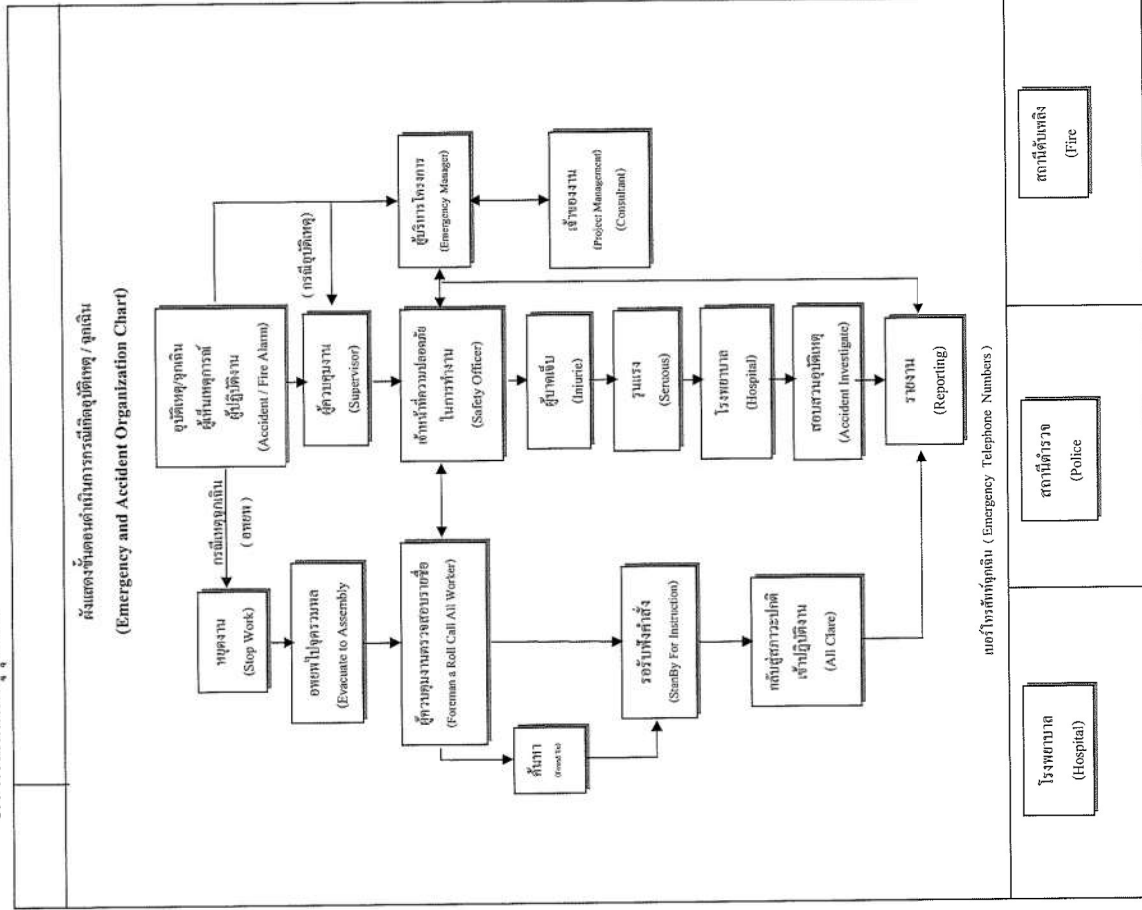 ผังแสดงขั้นตอนดำเนินการกรณีเกิดอุบัติเหตุ / ฉุกเฉิน
(Emergency and Accident Organization Chart)
อุบัติเหตุ/ฉุกเฉิน
ผู้เห็นเหตุการณ์
ผู้ปฏิบัติงาน
(Accident / Fire Alarm)
กรณีเหตุฉุกเฉิน
( อพยพ )
( กรณีอุบัติเหตุ)
หยุดงาน
(Stop Work)
ผู้ควบคุมงาน
(Supervisor)
อพยพไปจุดรวมพล
(Evacuate to Assembly
ผู้ควบคุมงานตรวจสอบรายชื่อ
(Foreman a Roll Call All Worker)
เจ้าหน้าที่ความปลอดภัย
ในการทำงาน
(Safety Officer)
ผู้บริหารโครงการ
(Emergency Manager)
ค้นหา
ผู้บาดเจ็บ
(Injurie)
เจ้าของงาน
(Project Management)
(Consultant)
รุนแรง
(Seruous)
รอรับฟังคำสั่ง
(StanBy For Instruction)
โรงพยาบาล
(Hospital)
กลับสู่สภาวะปกติ
เข้าปฏิบัติงาน
(All Clare)
สอบสวนอุบัติเหตุ
(Accident Investigate)
รายงาน
(Reporting)
เบอร์โทรศัพท์ฉุกเฉิน ( Emergency Telephone Numbers )
โรงพยาบาล
(Hospital)
สถานีตำรวจ
(Police
สถานีดับเพลิง
(Fire